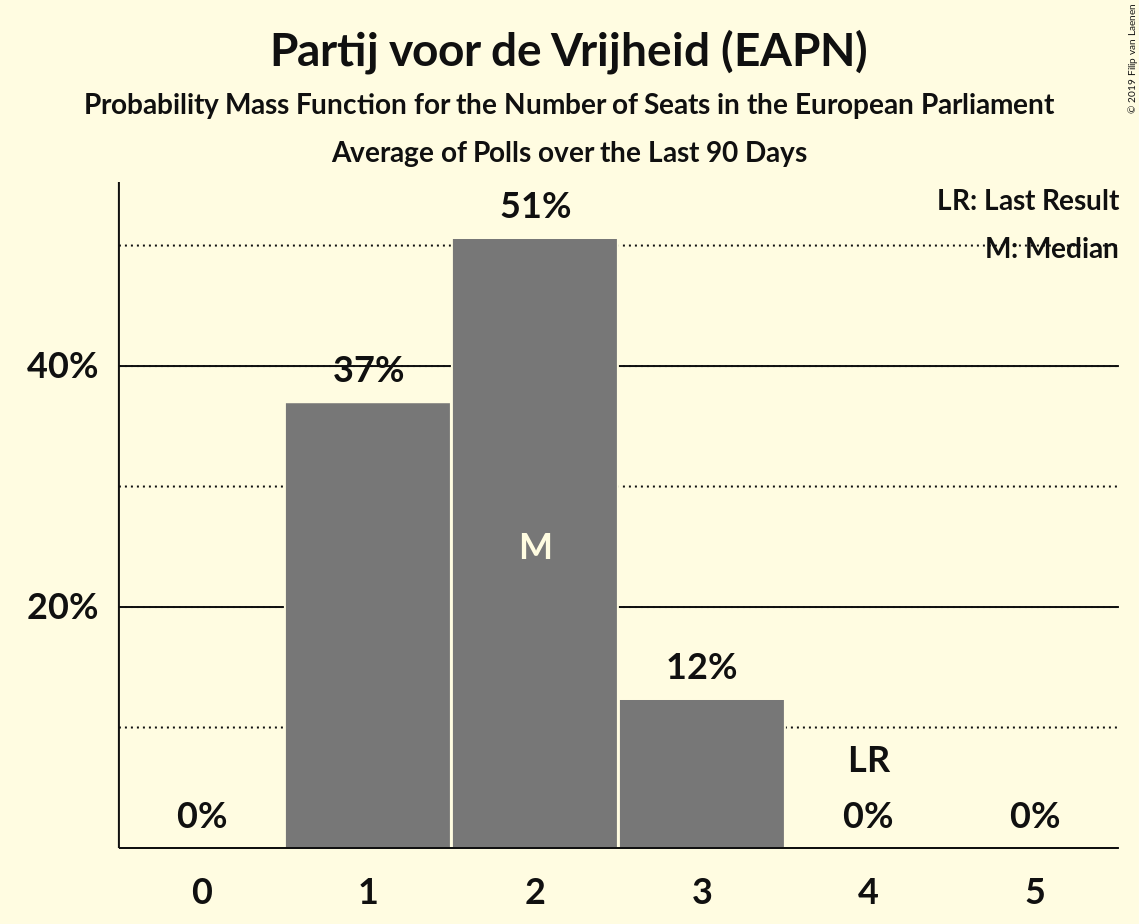 Partij voor de Vrijheid (EAPN)
Probability Mass Function for the Number of Seats in the European Parliament
Average of Polls over the Last 90 Days
© 2019 Filip van Laenen
LR: Last Result
M: Median
51%
40%
37%
M
20%
12%
LR
0%
0%
0%
0 1 2 3 4 5